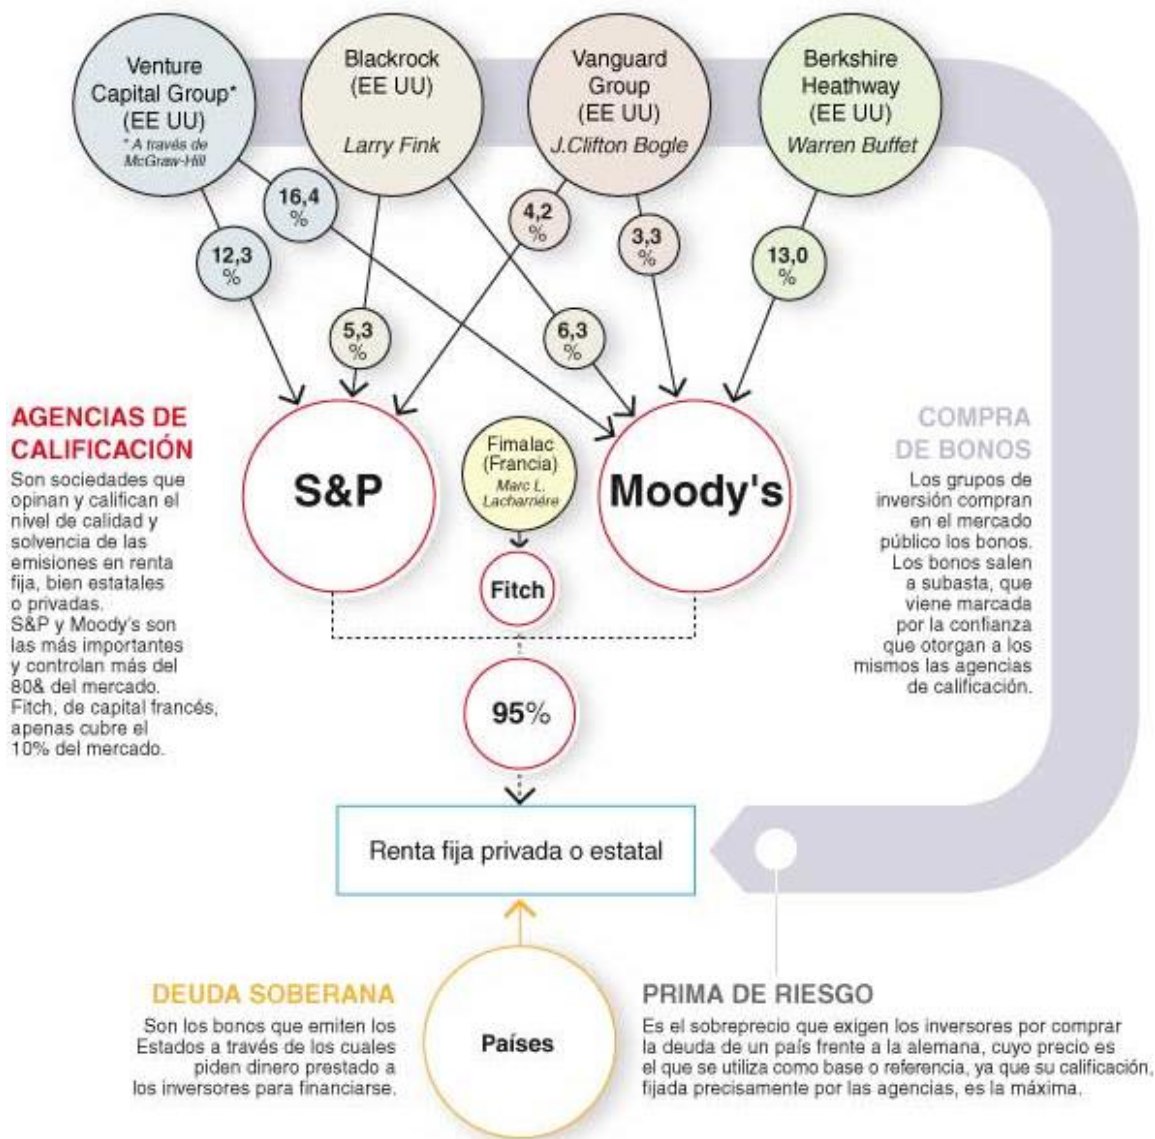 Venture
Capital Group*
(EE UU)
* A través de
McGraw-Hill
Blackrock
(EE UU)
Larry Fink
Vanguard
Group
(EE UU)
J.Clifton Bogle
Berkshire
Heathway
(EE UU)
Warren Buffet
16,4
%
12,3
%
4,2
%
3,3
%
13,0
%
5,3
%
6,3
%
AGENCIAS DE
CALIFICACIÓN
Son sociedades que
opinan y califican el
nivel de calidad y
solvencia de las
emisiones en renta
fija, bien estatales
o privadas.
S&P y Moody's son
las más importantes
y controlan más del
80& del mercado.
Fitch, de capital francés,
apenas cubre el
10% del mercado.
S&P
Fimalac
(Francia)
Marc L.
Lacharrière
Fitch
Moody's
COMPRA
DE BONOS
Los grupos de
inversión compran
en el mercado
público los bonos.
Los bonos salen
a subasta, que
viene marcada
por la confianza
que otorgan a los
mismos las agencias
de calificación.
95%
Renta fija privada o estatal
DEUDA SOBERANA
Son los bonos que emiten los
Estados a través de los cuales
piden dinero prestado a
los inversores para financiarse.
Países
PRIMA DE RIESGO
Es el sobreprecio que exigen los inversores por comprar
la deuda de un país frente a la alemana, cuyo precio es
el que se utiliza como base o referencia, ya que su calificación,
fijada precisamente por las agencias, es la máxima.